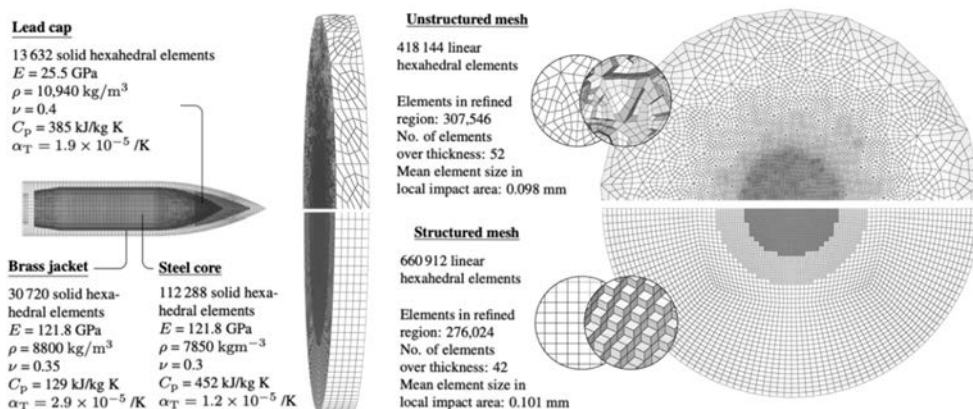 Lead cap
13 632 solid hexahedral elements
E = 25.5 GPa
ρ = 10,940 kg/m³
ν = 0.4
Cp = 385 kJ/kg K
αT = 1.9 × 10⁻⁵ /K
Brass jacket
30 720 solid hexa-
hedral elements
E = 121.8 GPa
ρ = 8800 kg/m³
ν = 0.35
Cp = 129 kJ/kg K
αT = 2.9 × 10⁻⁵ /K
Steel core
112 288 solid hexa-
hedral elements
E = 121.8 GPa
ρ = 7850 kgm⁻³
ν = 0.3
Cp = 452 kJ/kg K
αT = 1.2 × 10⁻⁵ /K
Unstructured mesh
418 144 linear
hexahedral elements
Elements in refined
region: 307,546
No. of elements
over thickness: 52
Mean element size in
local impact area: 0.098 mm
Structured mesh
660 912 linear
hexahedral elements
Elements in refined
region: 276,024
No. of elements
over thickness: 42
Mean element size in
local impact area: 0.101 mm